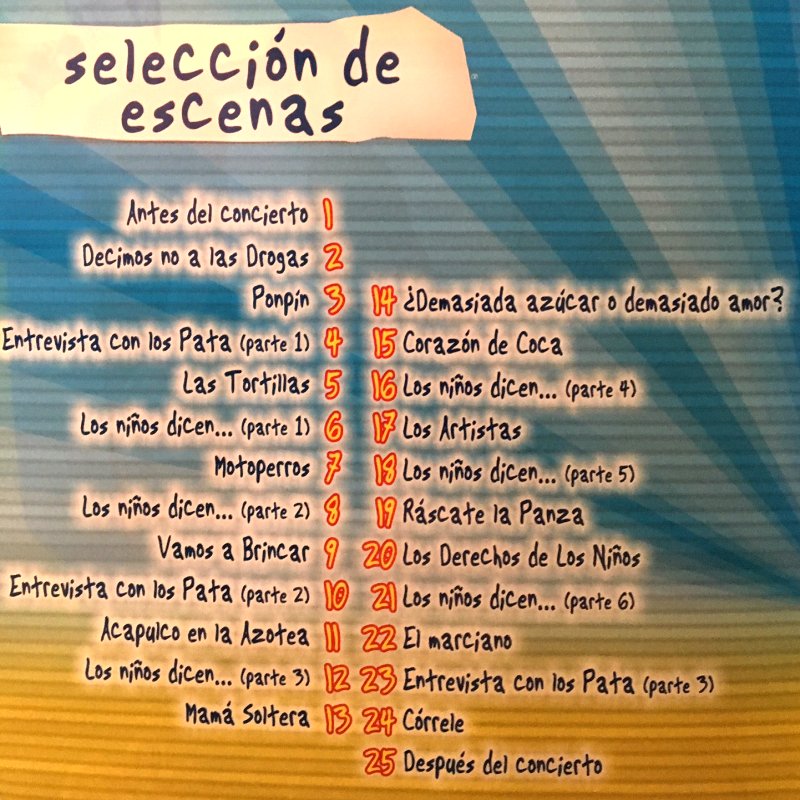 selección de
escenas
Antes del concierto 1
Decimos no a las Drogas 2
Ponpín 3
Entrevista con los Pata (parte 1) 4
Las Tortillas 5
Los niños dicen... (parte 1) 6
Motoperros 7
Los niños dicen... (parte 2) 8
Vamos a Brincar 9
Entrevista con los Pata (parte 2) 10
Acapulco en la Azotea 11
Los niños dicen... (parte 3) 12
Mamá Soltera 13
14 ¿Demasiada azúcar o demasiado amor?
15 Corazón de Coca
16 Los niños dicen... (parte 4)
17 Los Artistas
18 Los niños dicen... (parte 5)
19 Ráscate la Panza
20 Los Derechos de Los Niños
21 Los niños dicen... (parte 6)
22 El marciano
23 Entrevista con los Pata (parte 3)
24 Córrele
25 Después del concierto